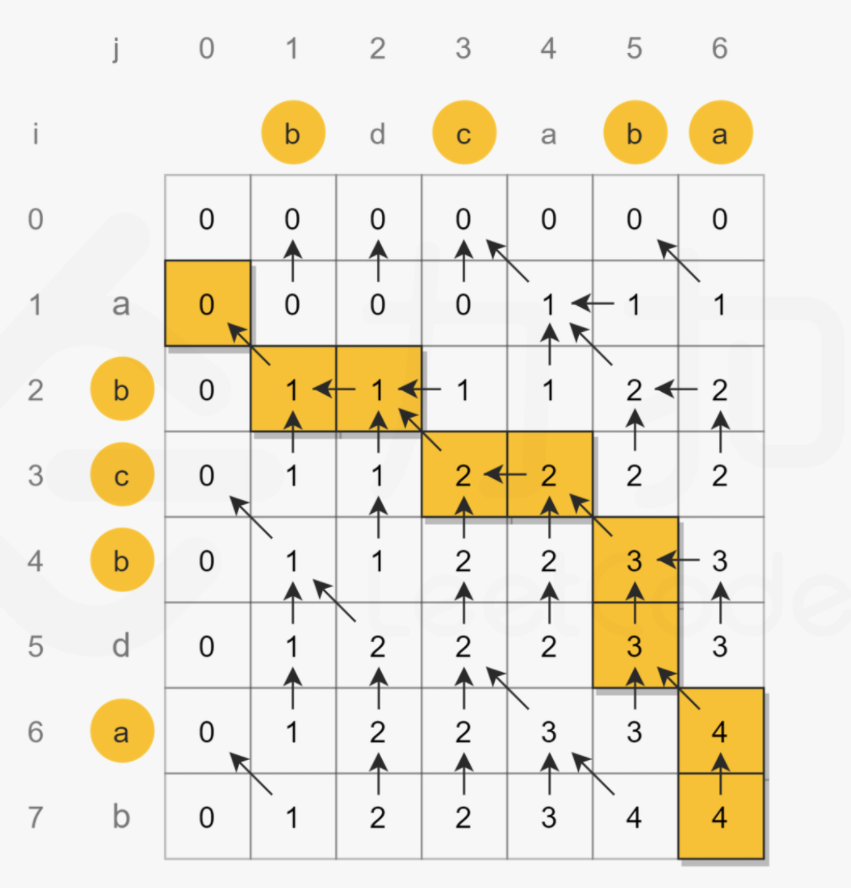 j 0 1 2 3 4 5 6
i b d c a b a
0 0 0 0 0 0 0 0
1 a 0 0 0 0 1 1 1
2 b 0 1 1 1 1 2 2
3 c 0 1 1 2 2 2 2
4 b 0 1 1 2 2 3 3
5 d 0 1 2 2 2 3 3
6 a 0 1 2 2 3 3 4
7 b 0 1 2 2 3 4 4
力扣
LeetCode